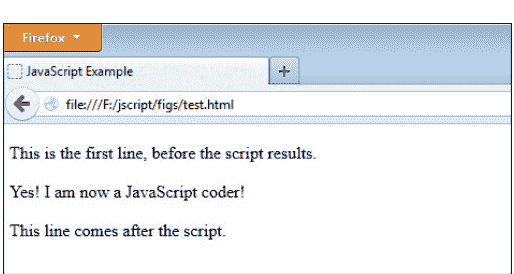 Firefox
JavaScript Example
+
file:///F:/jscript/figs/test.html
This is the first line, before the script results.
Yes! I am now a JavaScript coder!
This line comes after the script.